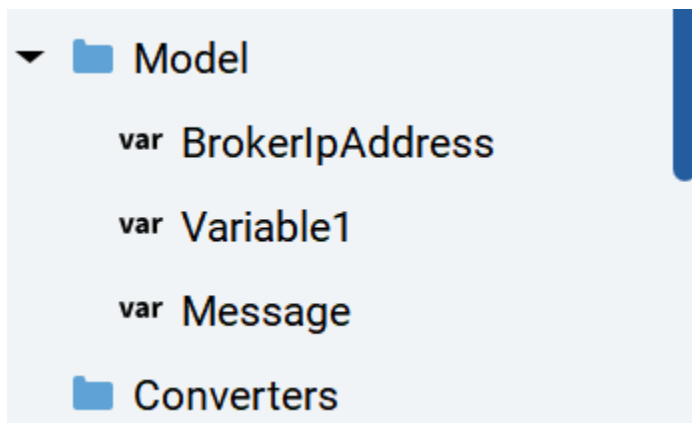 Model
var BrokerIpAddress
var Variable1
var Message
Converters